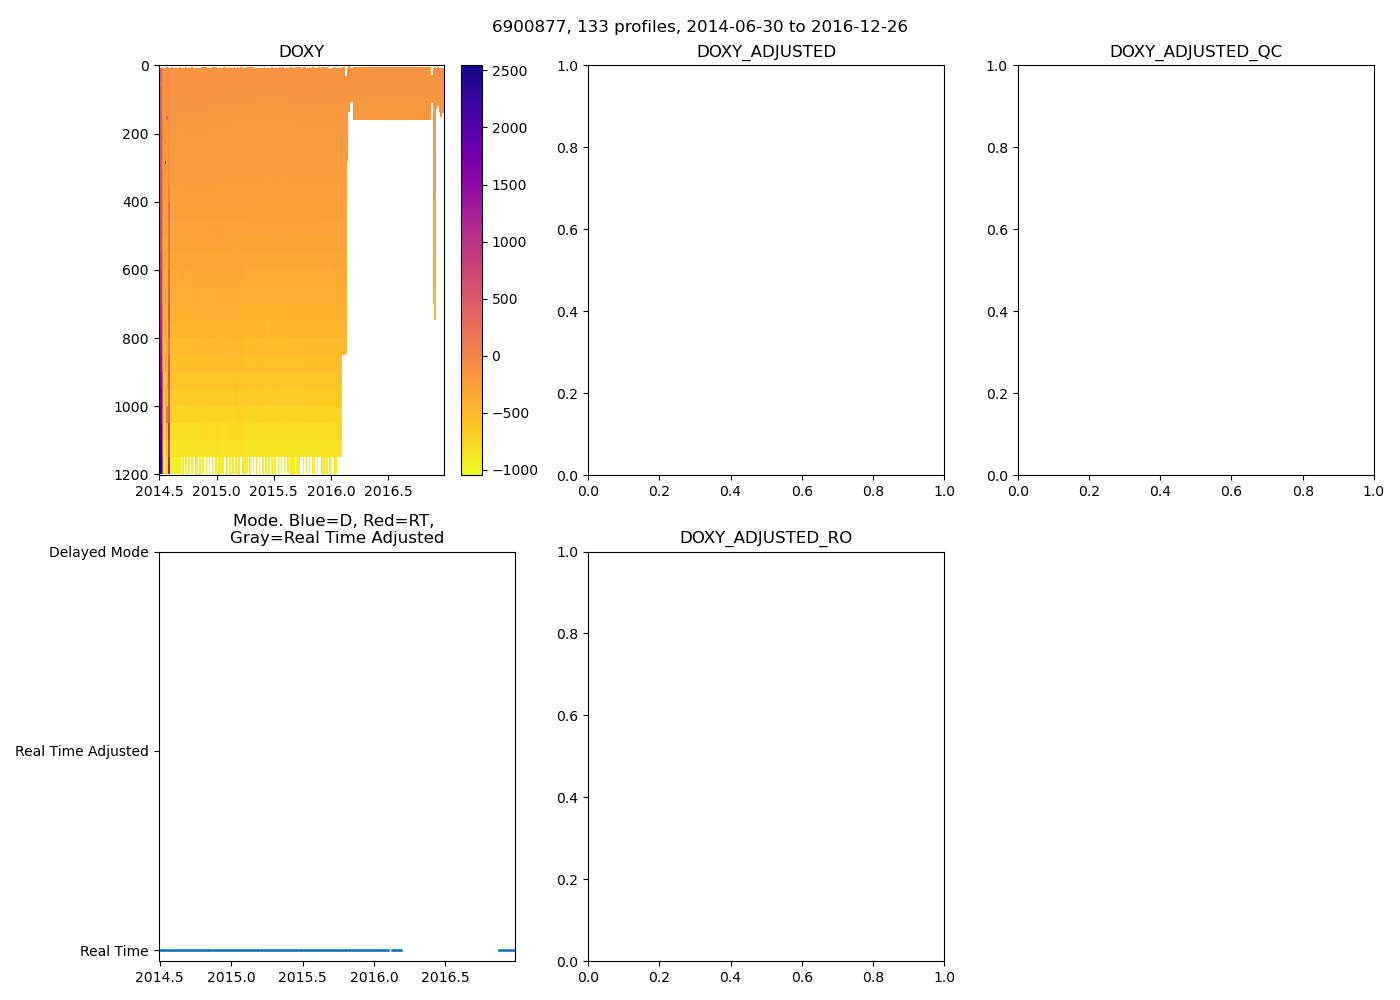 6900877, 133 profiles, 2014-06-30 to 2016-12-26
DOXY
0
200
400
600
800
1000
1200
2014.5 2015.0 2015.5 2016.0 2016.5
2500
2000
1500
1000
500
0
−500
−1000
DOXY_ADJUSTED
1.0
0.8
0.6
0.4
0.2
0.0
0.0 0.2 0.4 0.6 0.8 1.0
DOXY_ADJUSTED_QC
1.0
0.8
0.6
0.4
0.2
0.0
0.0 0.2 0.4 0.6 0.8 1.0
Mode. Blue=D, Red=RT,
Gray=Real Time Adjusted
Delayed Mode
Real Time Adjusted
Real Time
2014.5 2015.0 2015.5 2016.0 2016.5
DOXY_ADJUSTED_RO
1.0
0.8
0.6
0.4
0.2
0.0
0.0 0.2 0.4 0.6 0.8 1.0